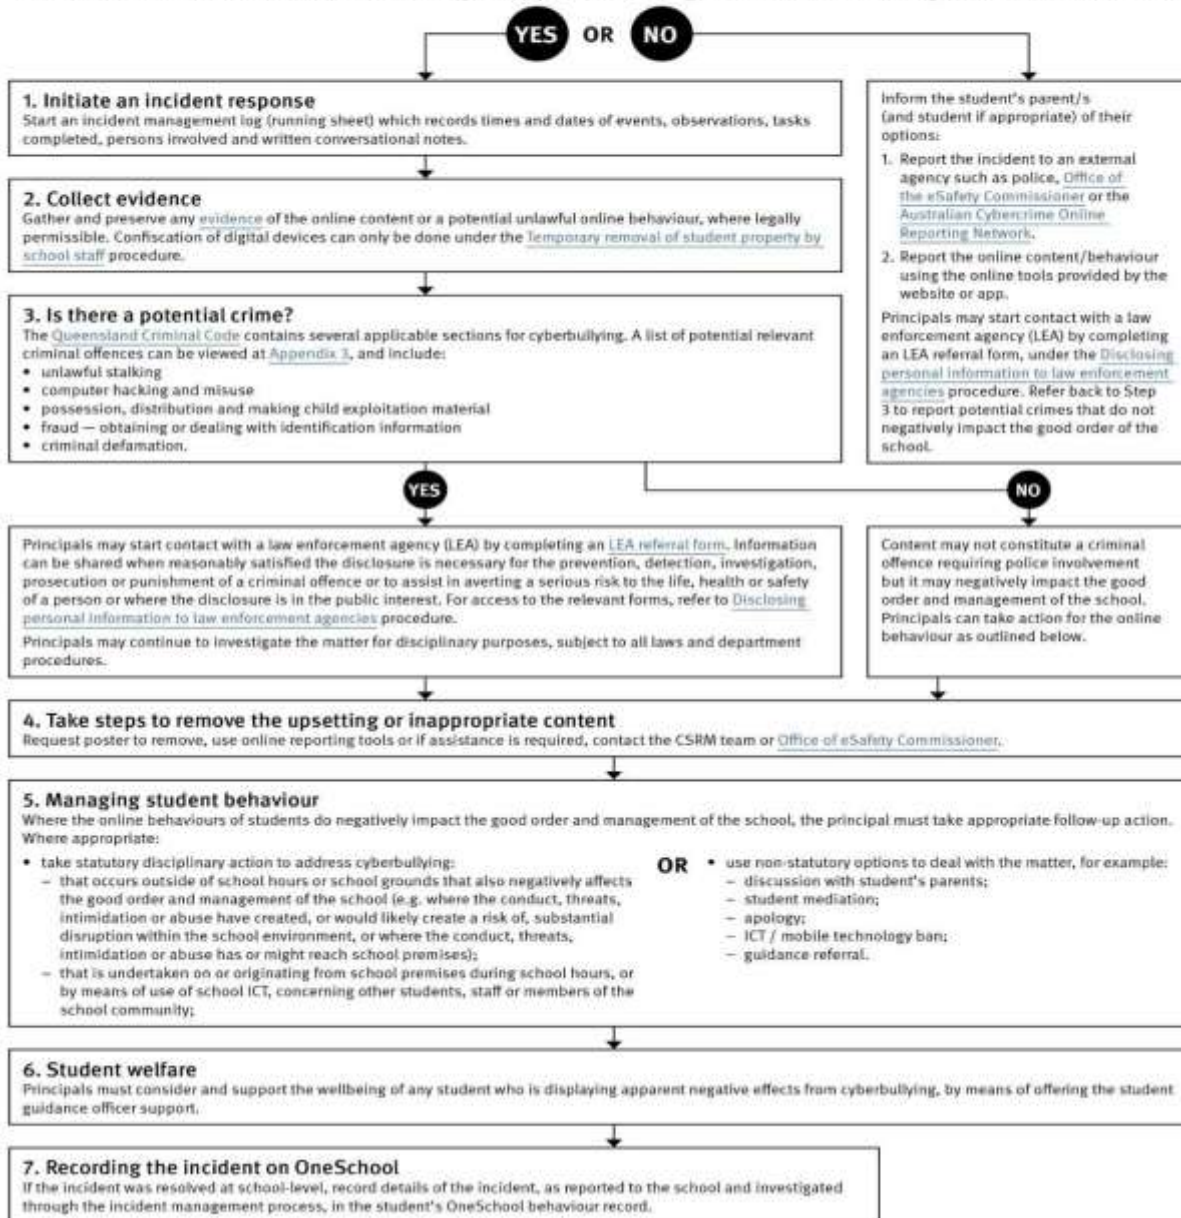 YES OR NO
1. Initiate an incident response
Start an incident management log (running sheet) which records times and dates of events, observations, tasks
completed, persons involved and written conversational notes.
2. Collect evidence
Gather and preserve any evidence of the online content or a potential unlawful online behaviour, where legally
permissible. Confiscation of digital devices can only be done under the Temporary removal of student property by
school staff procedure.
3. Is there a potential crime?
The Queensland Criminal Code contains several applicable sections for cyberbullying. A list of potential relevant
criminal offences can be viewed at Appendix 3, and include:
• unlawful stalking
• computer hacking and misuse
• possession, distribution and making child exploitation material
• fraud — obtaining or dealing with identification information
• criminal defamation.
Inform the student's parent/s
(and student if appropriate) of their
options:
1. Report the incident to an external
agency such as police, Office of
the eSafety Commissioner or the
Australian Cybercrime Online
Reporting Network.
2. Report the online content/behaviour
using the online tools provided by the
website or app.
Principals may start contact with a law
enforcement agency (LEA) by completing
an LEA referral form, under the Disclosing
personal information to law enforcement
agencies procedure. Refer back to Step
3 to report potential crimes that do not
negatively impact the good order of the
school.
YES
NO
Principals may start contact with a law enforcement agency (LEA) by completing an LEA referral form. Information
can be shared when reasonably satisfied the disclosure is necessary for the prevention, detection, investigation,
prosecution or punishment of a criminal offence or to assist in averting a serious risk to the life, health or safety
of a person or where the disclosure is in the public interest. For access to the relevant forms, refer to Disclosing
personal information to law enforcement agencies procedure.
Principals may continue to investigate the matter for disciplinary purposes, subject to all laws and department
procedures.
Content may not constitute a criminal
offence requiring police involvement
but it may negatively impact the good
order and management of the school.
Principals can take action for the online
behaviour as outlined below.
4. Take steps to remove the upsetting or inappropriate content
Request poster to remove, use online reporting tools or if assistance is required, contact the CSRM team or Office of eSafety Commissioner.
5. Managing student behaviour
Where the online behaviours of students do negatively impact the good order and management of the school, the principal must take appropriate follow-up action.
Where appropriate:
• take statutory disciplinary action to address cyberbullying:
– that occurs outside of school hours or school grounds that also negatively affects
the good order and management of the school (e.g. where the conduct, threats,
intimidation or abuse have created, or would likely create a risk of, substantial
disruption within the school environment, or where the conduct, threats,
intimidation or abuse has or might reach school premises);
– that is undertaken on or originating from school premises during school hours, or
by means of use of school ICT, concerning other students, staff or members of the
school community;
OR
• use non-statutory options to deal with the matter, for example:
– discussion with student's parents;
– student mediation;
– apology;
– ICT / mobile technology ban;
– guidance referral.
6. Student welfare
Principals must consider and support the wellbeing of any student who is displaying apparent negative effects from cyberbullying, by means of offering the student
guidance officer support.
7. Recording the incident on OneSchool
If the incident was resolved at school-level, record details of the incident, as reported to the school and investigated
through the incident management process, in the student's OneSchool behaviour record.